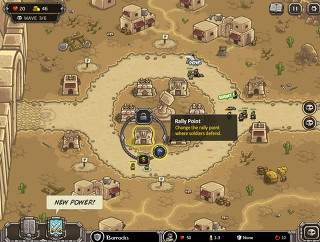 20 46
WAVE 3/6
Rally Point
Change the rally point
where soldiers defend.
NEW POWER!
Barracks
50
1-3
None
10